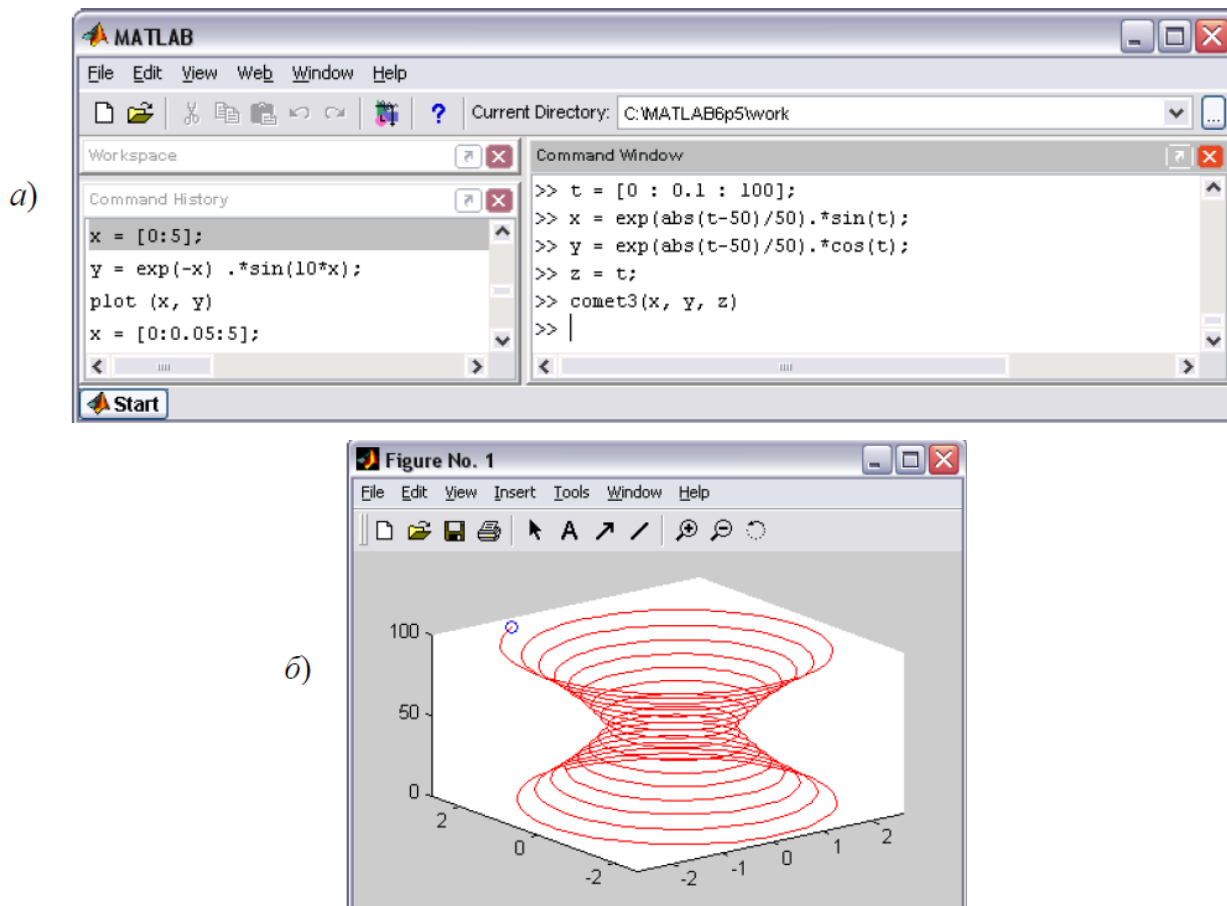 MATLAB
File Edit View Web Window Help
? Current Directory: C:\MATLAB6p5\work ...
Workspace
Command History
x = [0:5];
y = exp(-x) .*sin(10*x);
plot (x, y)
x = [0:0.05:5];
Command Window
>> t = [0 : 0.1 : 100];
>> x = exp(abs(t-50)/50).*sin(t);
>> y = exp(abs(t-50)/50).*cos(t);
>> z = t;
>> comet3(x, y, z)
>>
а)
Start
Figure No. 1
File Edit View Insert Tools Window Help
A
б)
100
50
0
2
0
-2
-2
-1
0
1
2